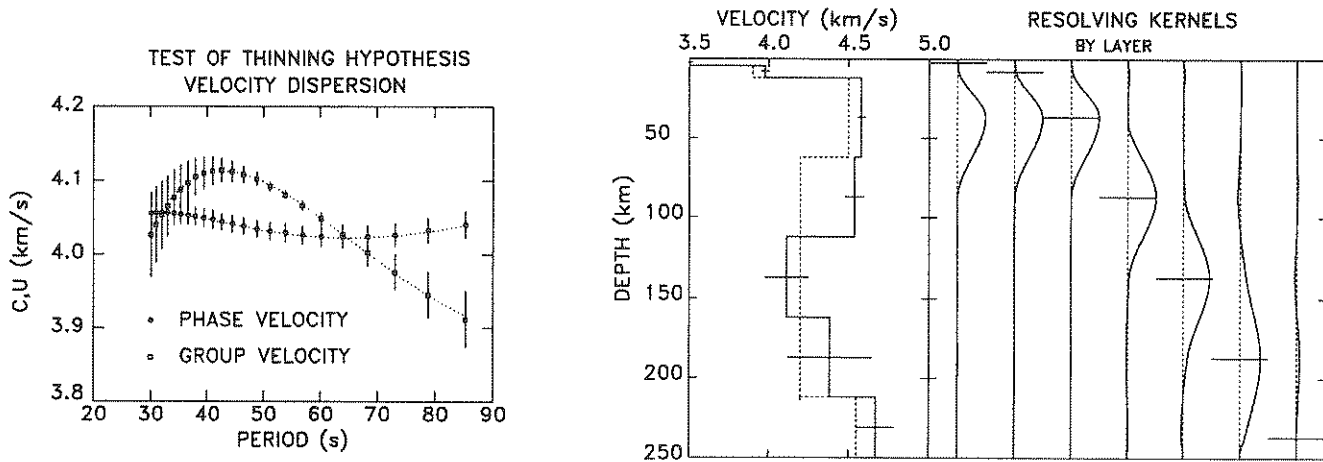 TEST OF THINNING HYPOTHESIS
VELOCITY DISPERSION
4.2
4.1
4.0
3.9
3.8
C,U (km/s)
PHASE VELOCITY
GROUP VELOCITY
20 30 40 50 60 70 80 90
PERIOD (s)
VELOCITY (km/s)
3.5 4.0 4.5 5.0
RESOLVING KERNELS
BY LAYER
50
100
150
200
250
DEPTH (km)